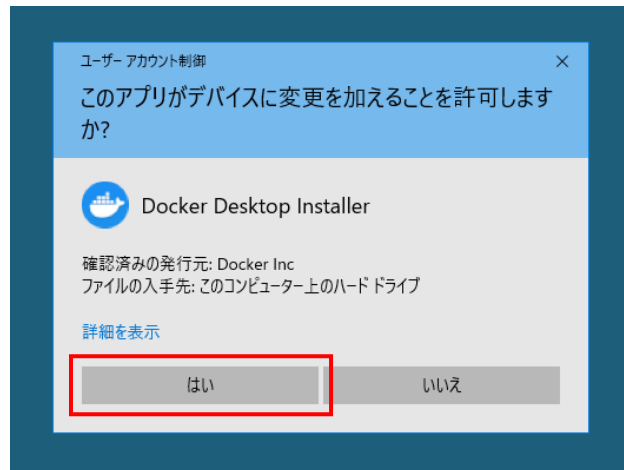 ユーザー アカウント制御
このアプリがデバイスに変更を加えることを許可します
か?
Docker Desktop Installer
確認済みの発行元: Docker Inc
ファイルの入手先: このコンピューター上のハード ドライブ
詳細を表示
はい
いいえ